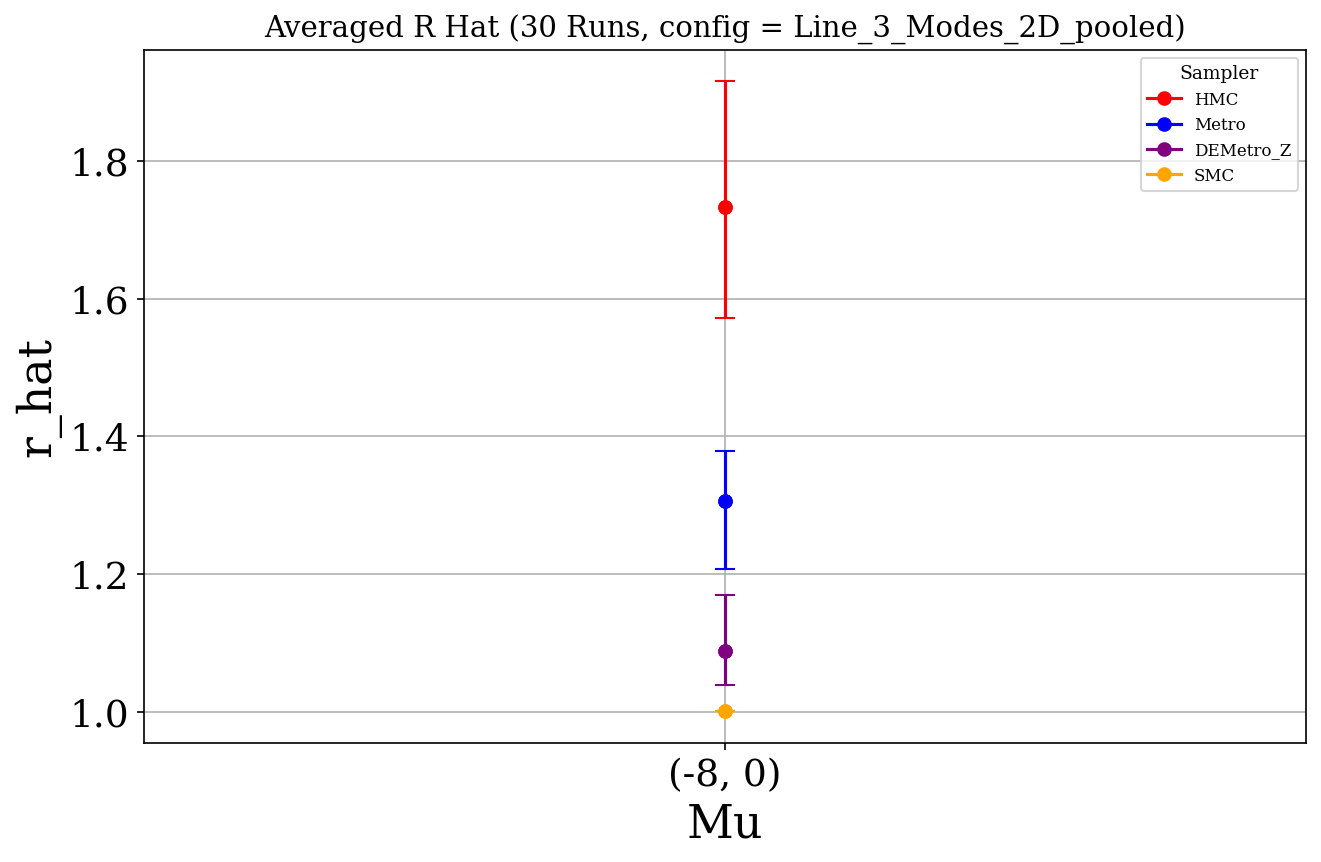 Averaged R Hat (30 Runs, config = Line_3_Modes_2D_pooled)
Sampler
HMC
Metro
DEMetro_Z
SMC
r_hat
1.8
1.6
1.4
1.2
1.0
(-8, 0)
Mu